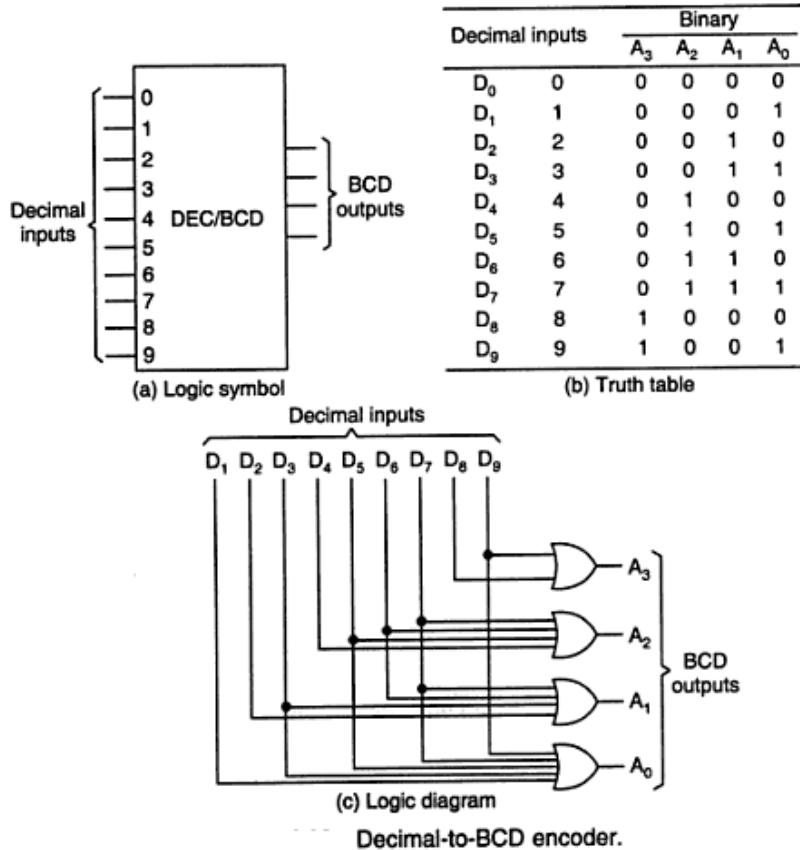 0
1
2
3
4
5
6
7
8
9
Decimal
inputs
DEC/BCD
BCD
outputs
(a) Logic symbol
Decimal inputs Binary
A3 A2 A1 A0
D0 0 0 0 0 0
D1 1 0 0 0 1
D2 2 0 0 1 0
D3 3 0 0 1 1
D4 4 0 1 0 0
D5 5 0 1 0 1
D6 6 0 1 1 0
D7 7 0 1 1 1
D8 8 1 0 0 0
D9 9 1 0 0 1
(b) Truth table
Decimal inputs
D1 D2 D3 D4 D5 D6 D7 D8 D9
A3
A2
A1
A0
BCD
outputs
(c) Logic diagram
Decimal-to-BCD encoder.